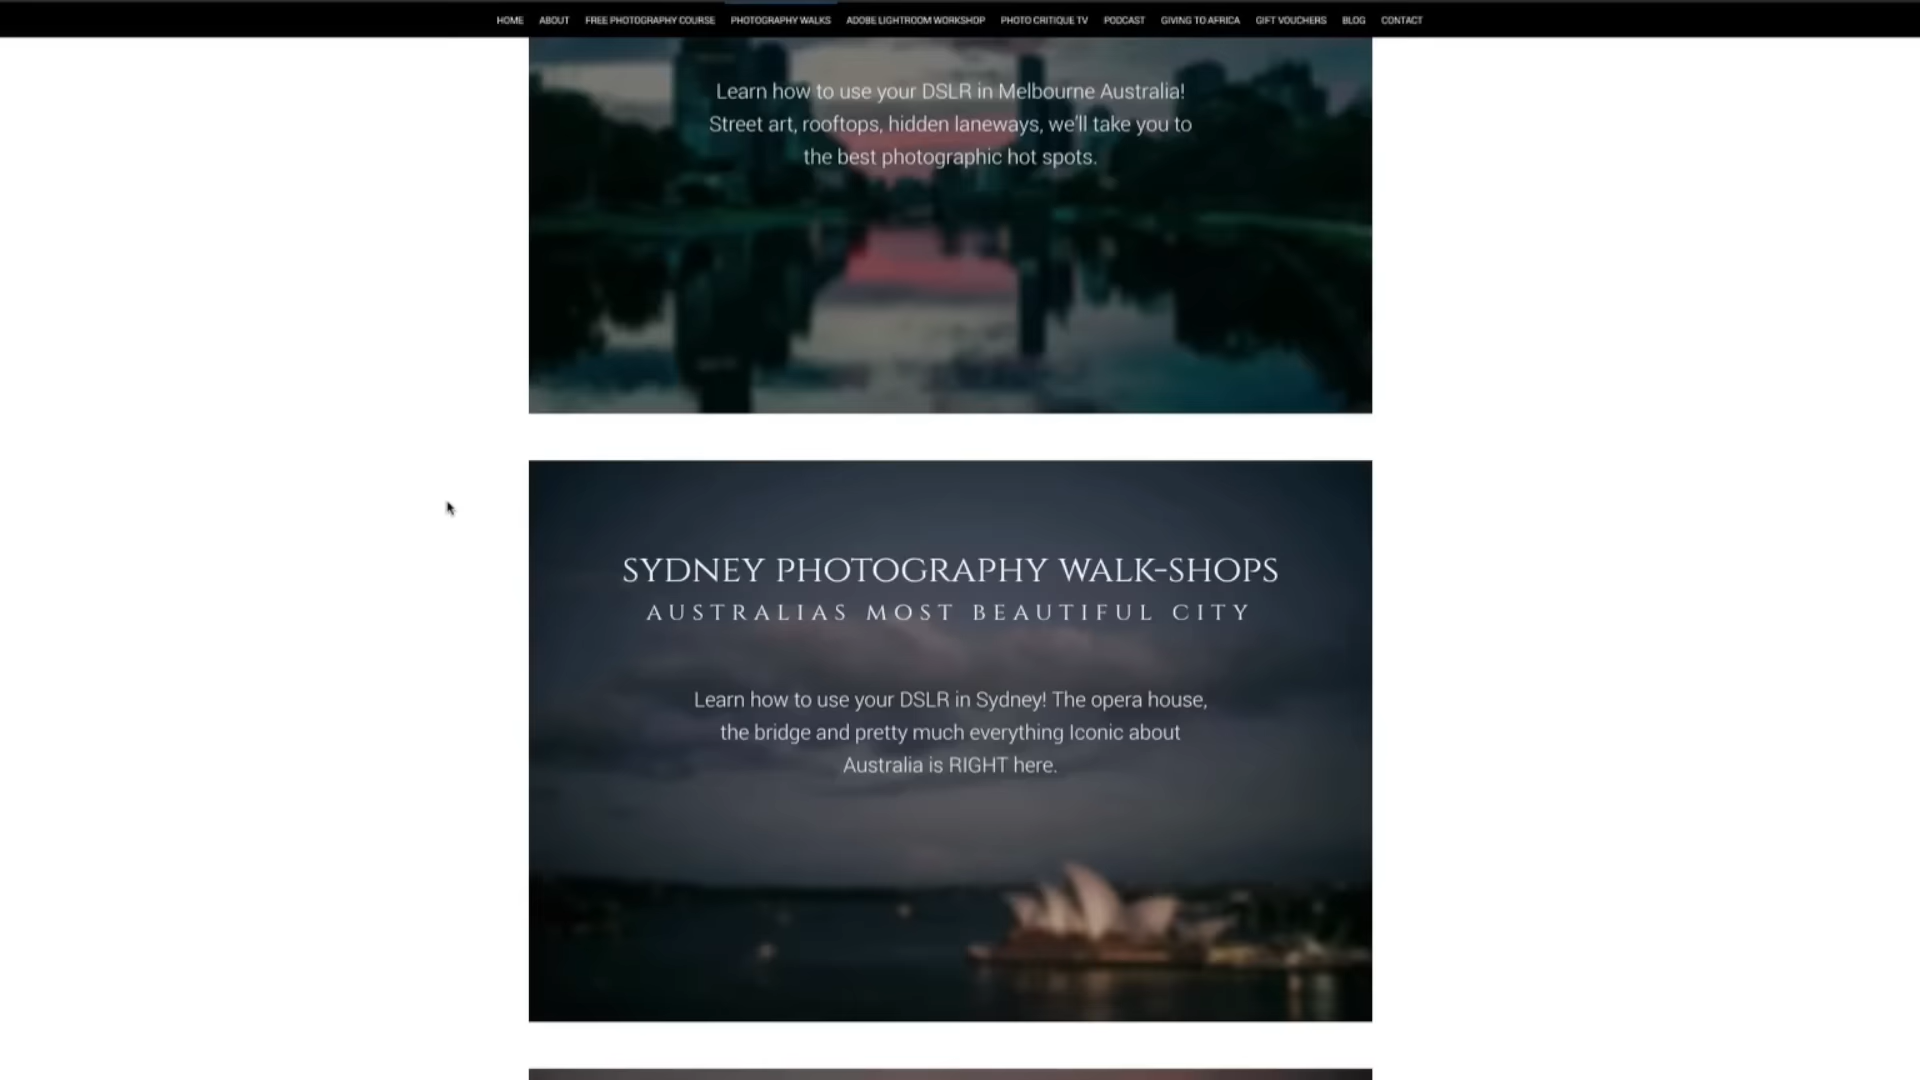 HOME ABOUT FREE PHOTOGRAPHY COURSE PHOTOGRAPHY WALKS ADOBE LIGHTROOM WORKSHOP PHOTO CRITIQUE TV PODCAST GIVING TO AFRICA GIFT VOUCHERS BLOG CONTACT
Learn how to use your DSLR in Melbourne Australia!
Street art, rooftops, hidden laneways, we'll take you to
the best photographic hot spots.
SYDNEY PHOTOGRAPHY WALK-SHOPS
AUSTRALIAS MOST BEAUTIFUL CITY
Learn how to use your DSLR in Sydney! The opera house,
the bridge and pretty much everything Iconic about
Australia is RIGHT here.